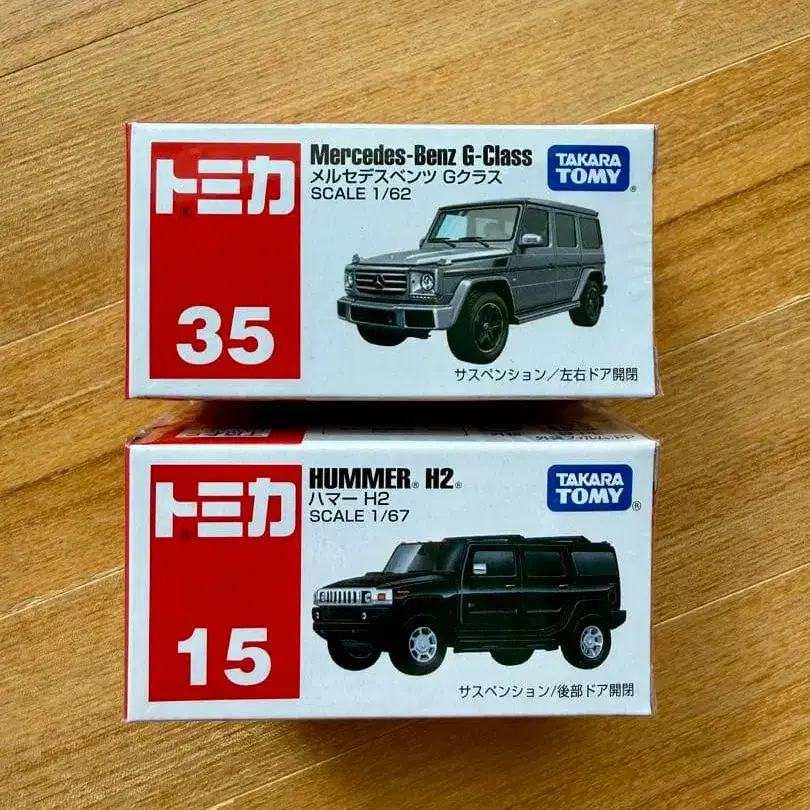 トミカ®
35
Mercedes-Benz G-Class
メルセデスベンツ Gクラス
SCALE 1/62
TAKARA
TOMY®
サスペンション／左右ドア開閉
トミカ®
15
HUMMER® H2®
ハマー H2
SCALE 1/67
TAKARA
TOMY®
サスペンション/後部ドア開閉